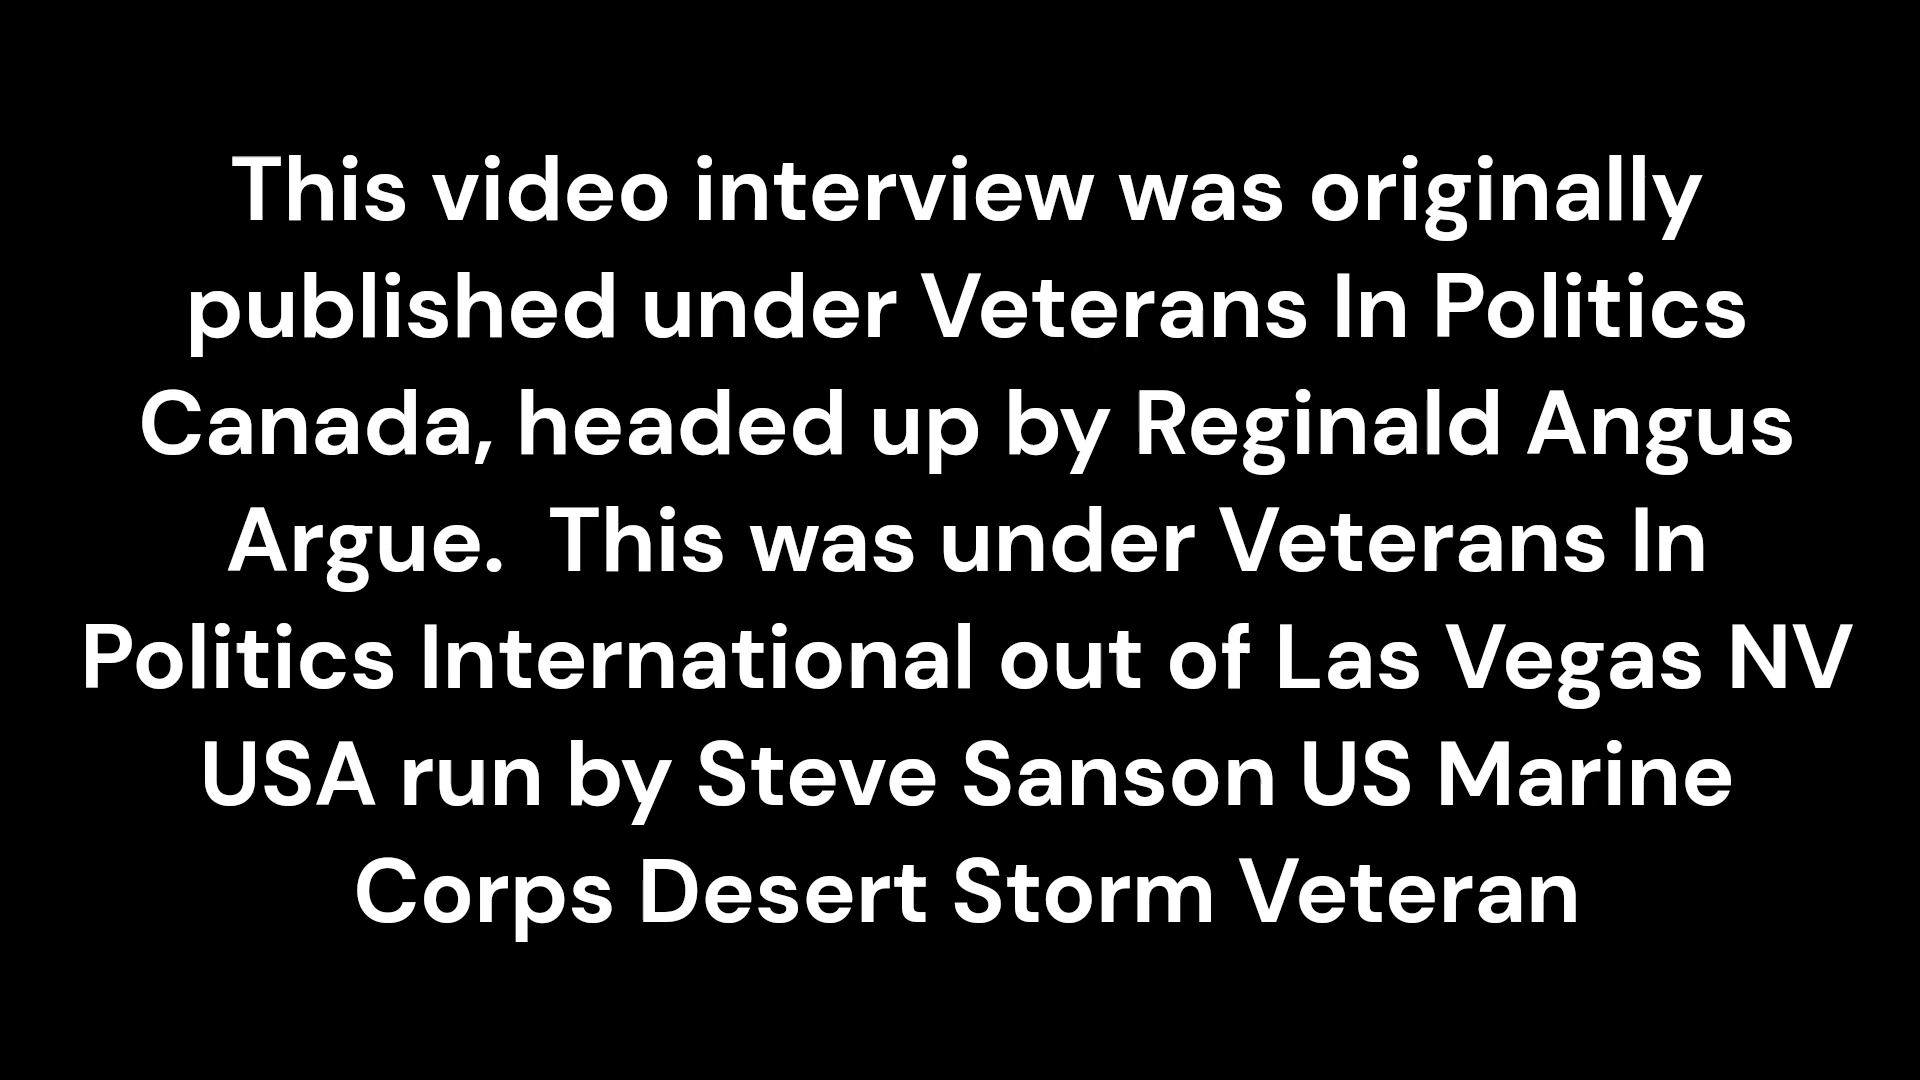 This video interview was originally
published under Veterans In Politics
Canada, headed up by Reginald Angus
Argue.  This was under Veterans In
Politics International out of Las Vegas NV
USA run by Steve Sanson US Marine
Corps Desert Storm Veteran